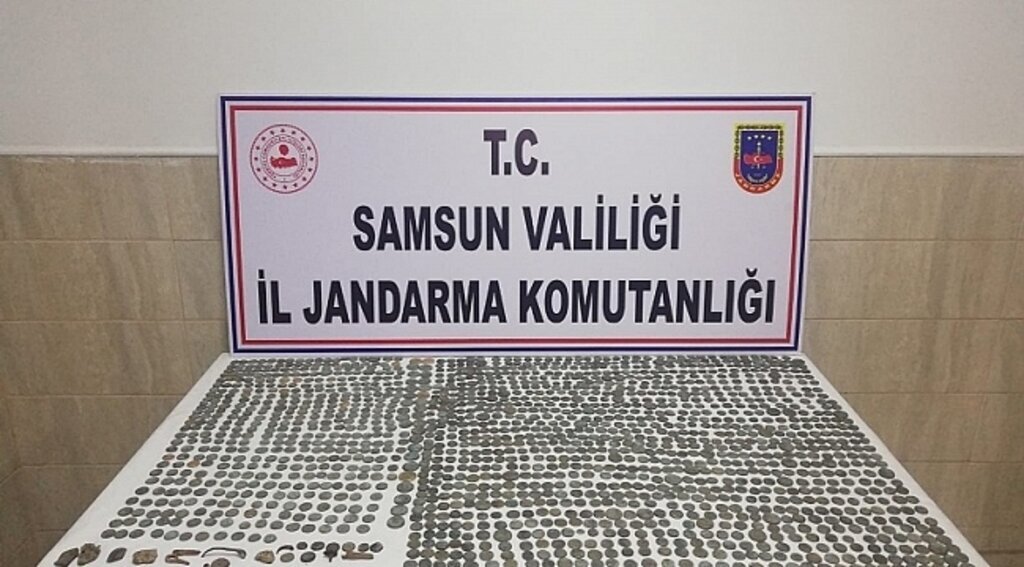 T.C.
SAMSUN VALİLİĞİ
İL JANDARMA KOMUTANLIĞI